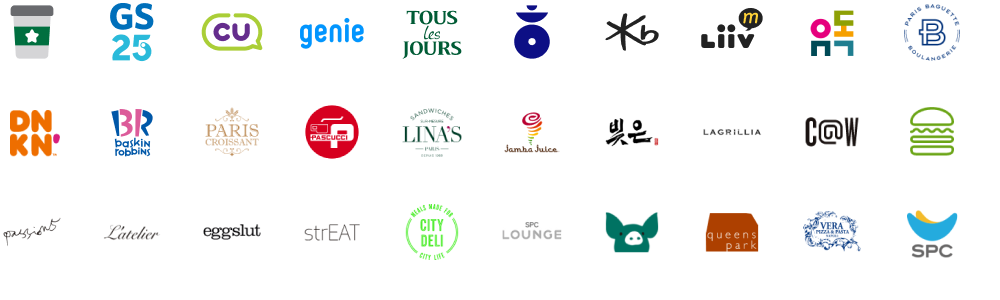 GS
25
CU
genie
TOUS
les
JOURS
b
Liiv
m
PARIS BAGUETTE
B
BOULANGERIE
DN
KN'
BR
baskin
robbins
PARIS
CROISSANT
PASCUCCI
SANDWICHES
LINA'S
PARIS
Jamba Juice
빚은
LAGRILLIA
C@W
passion5
L'atelier
eggslut
strEAT
MEALS MADE FOR
CITY
DELI
CITY LIFE
SPC
LOUNGE
queens
park
VERA
PIZZA & PASTA
SPC